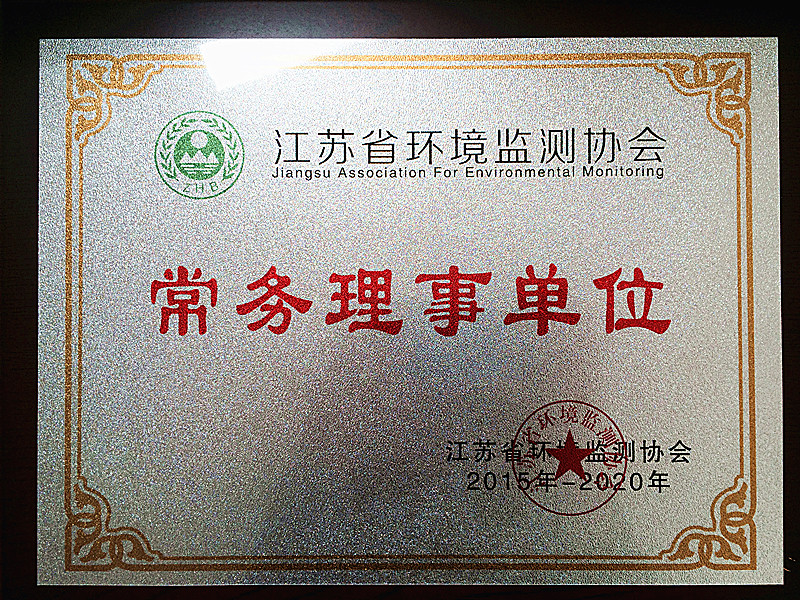 江苏省环境监测协会
Jiangsu Association For Environmental Monitoring
ZHB
常务理事单位
江苏省环境监测协会
2015年-2020年